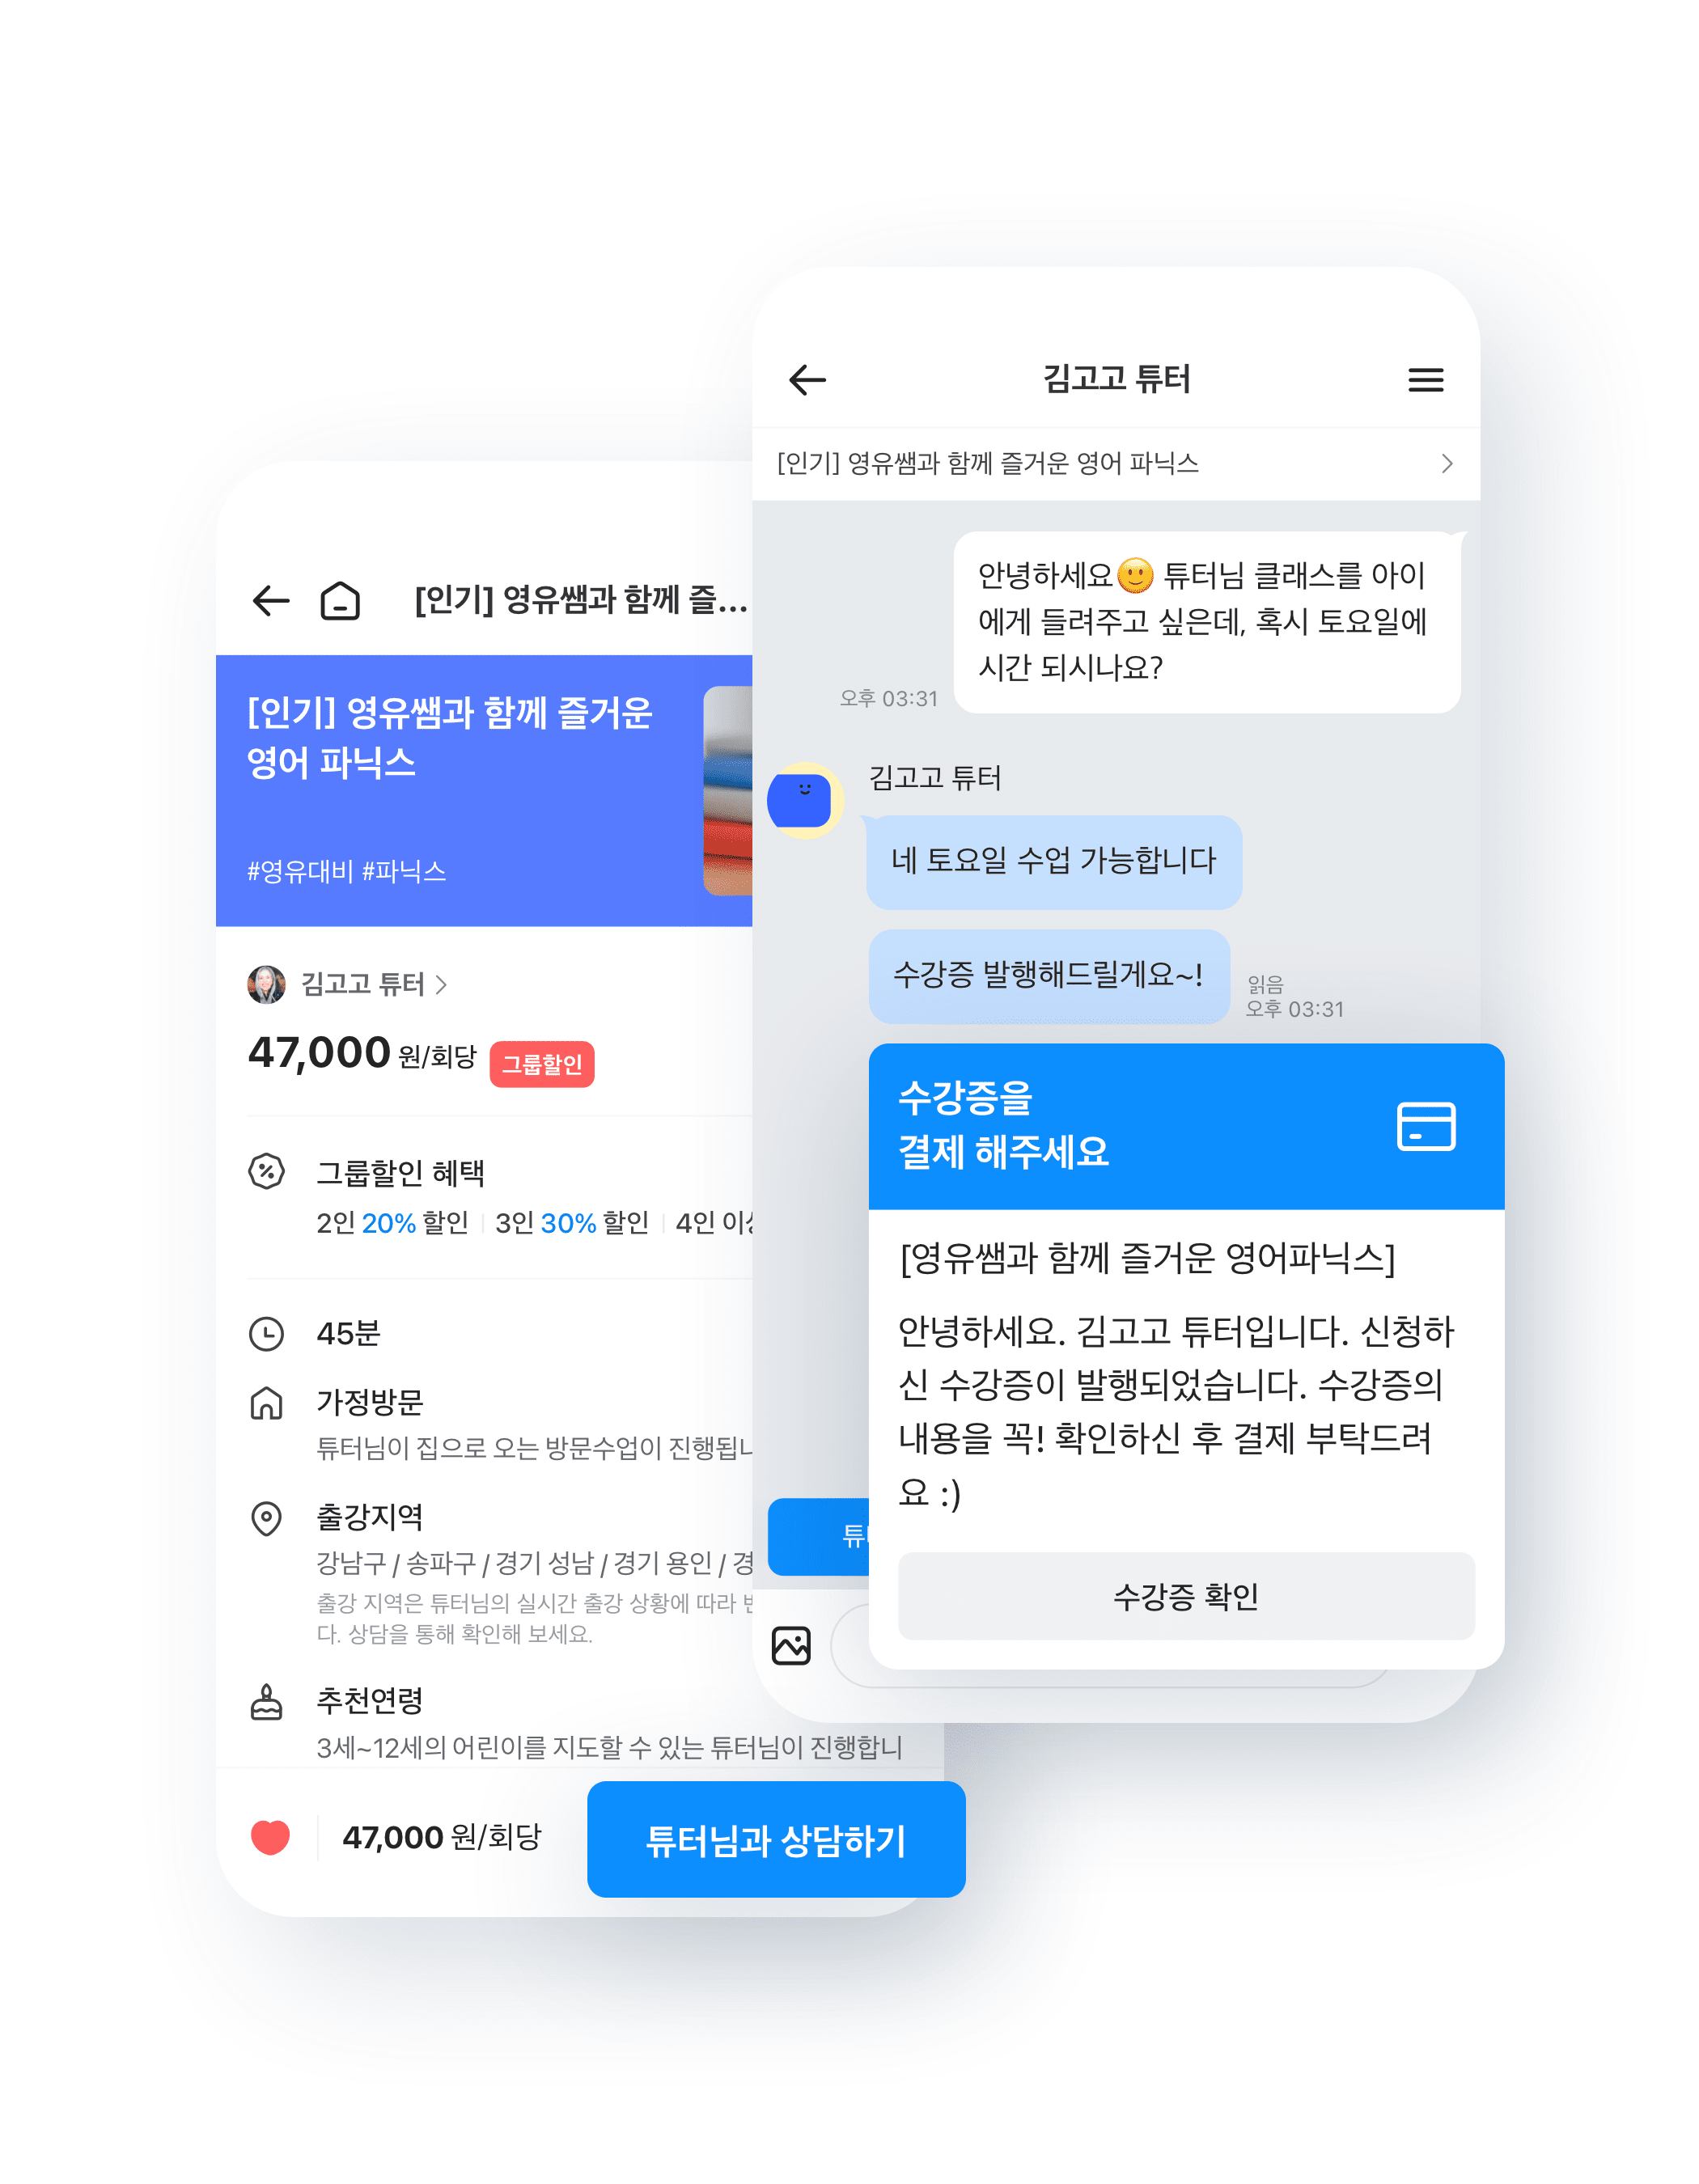 [인기] 영유쌤과 함께 즐...
[인기] 영유쌤과 함께 즐거운
영어 파닉스
#영유대비 #파닉스
김고고 튜터
47,000 원/회당 그룹할인
그룹할인 혜택
2인 20% 할인 3인 30% 할인 4인
45분
가정방문
튜터님이 집으로 오는 방문수업이
출강지역
강남구 / 송파구 / 경기 성남 / 경기 용인 /
출강 지역은 튜터님의 실시간 출강 상황에 따라
다. 상담을 통해 확인해 보세요.
추천연령
3세~12세의 어린이를 지도할 수 있는 튜터님이 진행합니
47,000 원/회당
튜터님과 상담하기
김고고 튜터
[인기] 영유쌤과 함께 즐거운 영어 파닉스
안녕하세요🙂 튜터님 클래스를 아이
에게 들려주고 싶은데, 혹시 토요일에
시간 되시나요?
오후 03:31
김고고 튜터
네 토요일 수업 가능합니다
수강증 발행해드릴게요~!
읽음
오후 03:31
수강증을
결제 해주세요
[영유쌤과 함께 즐거운 영어파닉스]
안녕하세요. 김고고 튜터입니다. 신청하
신 수강증이 발행되었습니다. 수강증의
내용을 꼭! 확인하신 후 결제 부탁드려
요 :)
수강증 확인